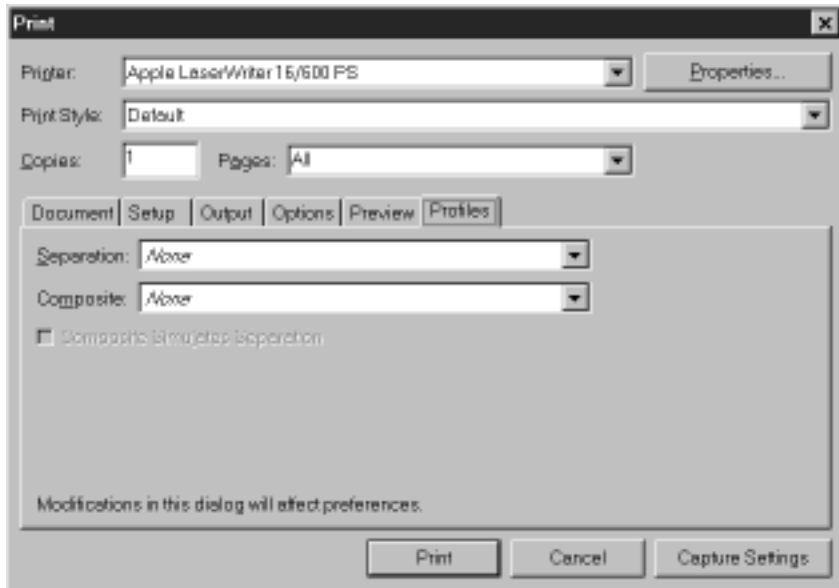 Print
Printer: Apple LaserWriter 16/600 PS Properties...
Print Style: Default
Copies: 1 Pages: All
Document Setup Output Options Preview Profiles
Separation: None
Composite: None
Composite Simulates Separation
Modifications in this dialog will affect preferences.
Print Cancel Capture Settings